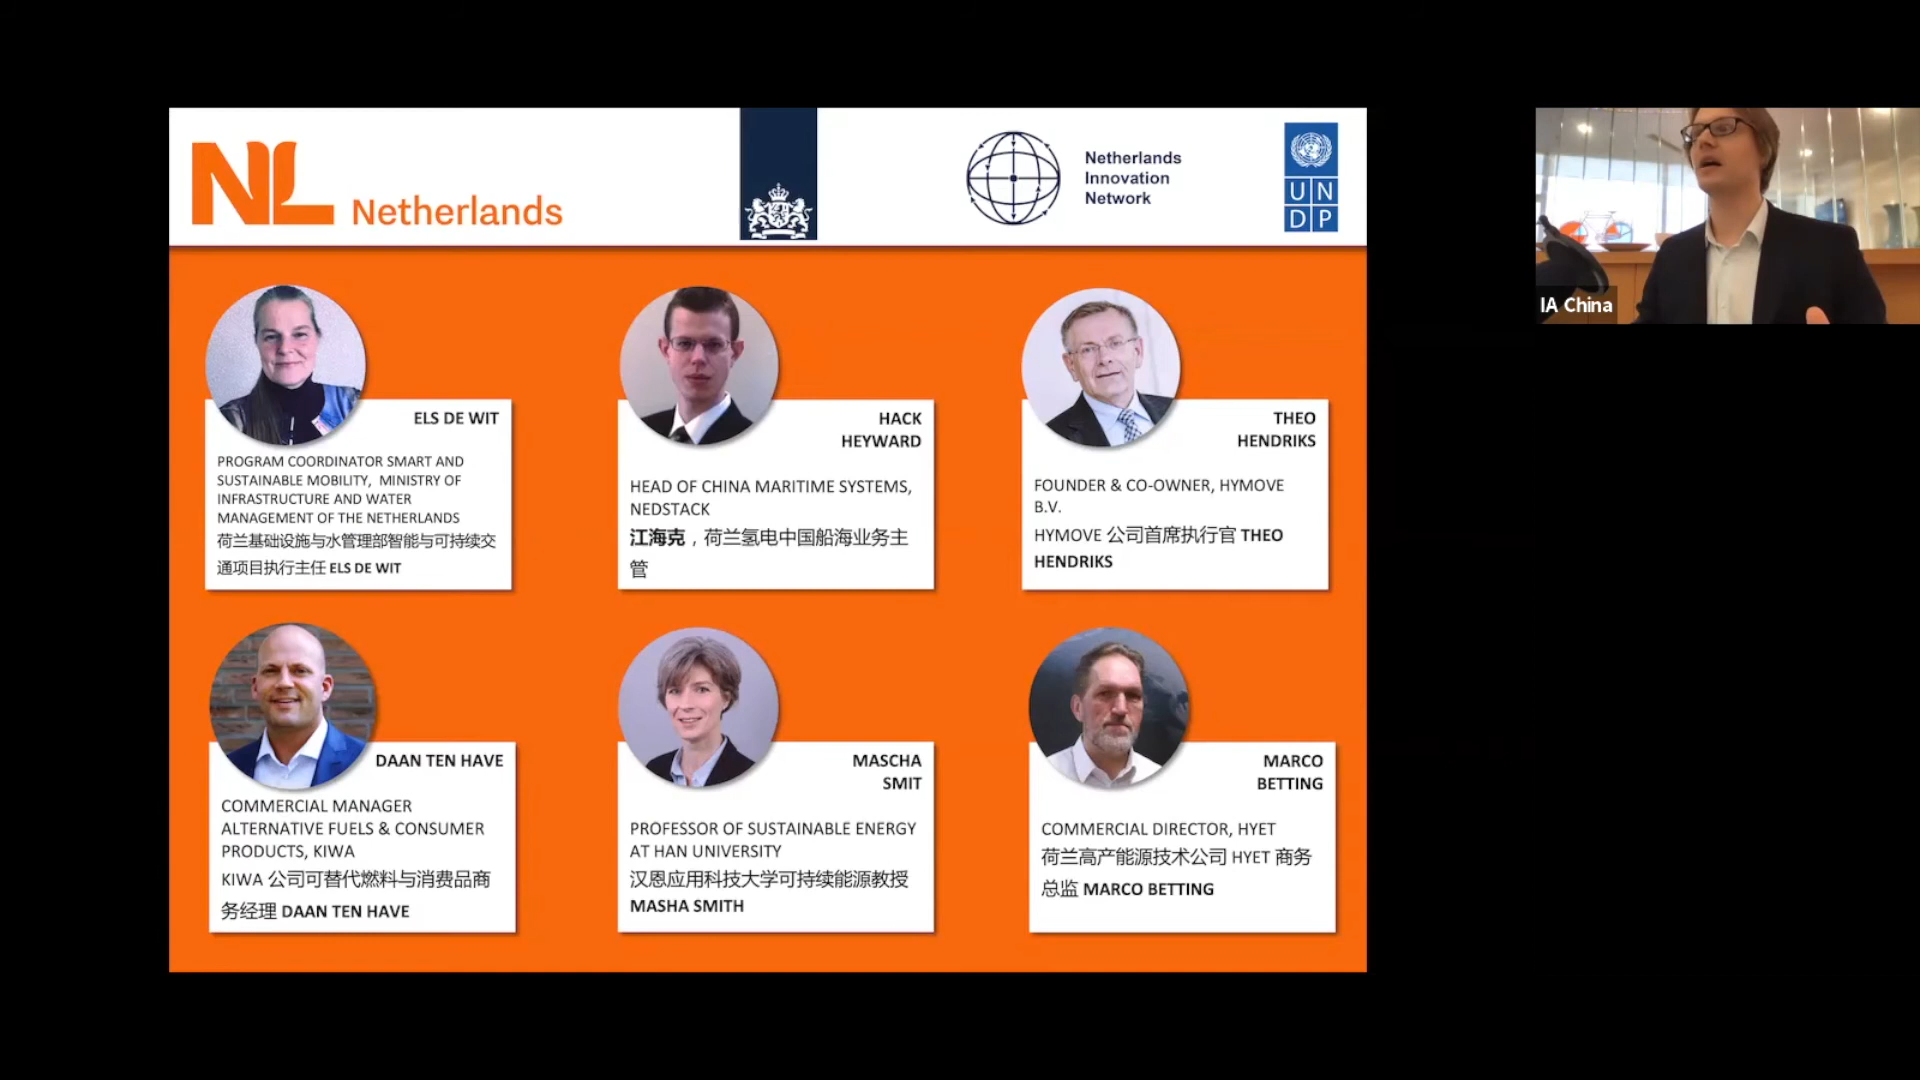 NL Netherlands
Netherlands
Innovation
Network
UN
DP
IA China
ELS DE WIT
PROGRAM COORDINATOR SMART AND
SUSTAINABLE MOBILITY, MINISTRY OF
INFRASTRUCTURE AND WATER
MANAGEMENT OF THE NETHERLANDS
荷兰基础设施与水管理部智能与可持续交
通项目执行主任 ELS DE WIT
HACK
HEYWARD
HEAD OF CHINA MARITIME SYSTEMS,
NEDSTACK
江海克，荷兰氢电中国船海业务主
管
THEO
HENDRIKS
FOUNDER & CO-OWNER, HYMOVE
B.V.
HYMOVE 公司首席执行官 THEO
HENDRIKS
DAAN TEN HAVE
COMMERCIAL MANAGER
ALTERNATIVE FUELS & CONSUMER
PRODUCTS, KIWA
KIWA 公司可替代燃料与消费品商
务经理 DAAN TEN HAVE
MASCHA
SMIT
PROFESSOR OF SUSTAINABLE ENERGY
AT HAN UNIVERSITY
汉恩应用科技大学可持续能源教授
MASHA SMITH
MARCO
BETTING
COMMERCIAL DIRECTOR, HYET
荷兰高产能源技术公司 HYET 商务
总监 MARCO BETTING